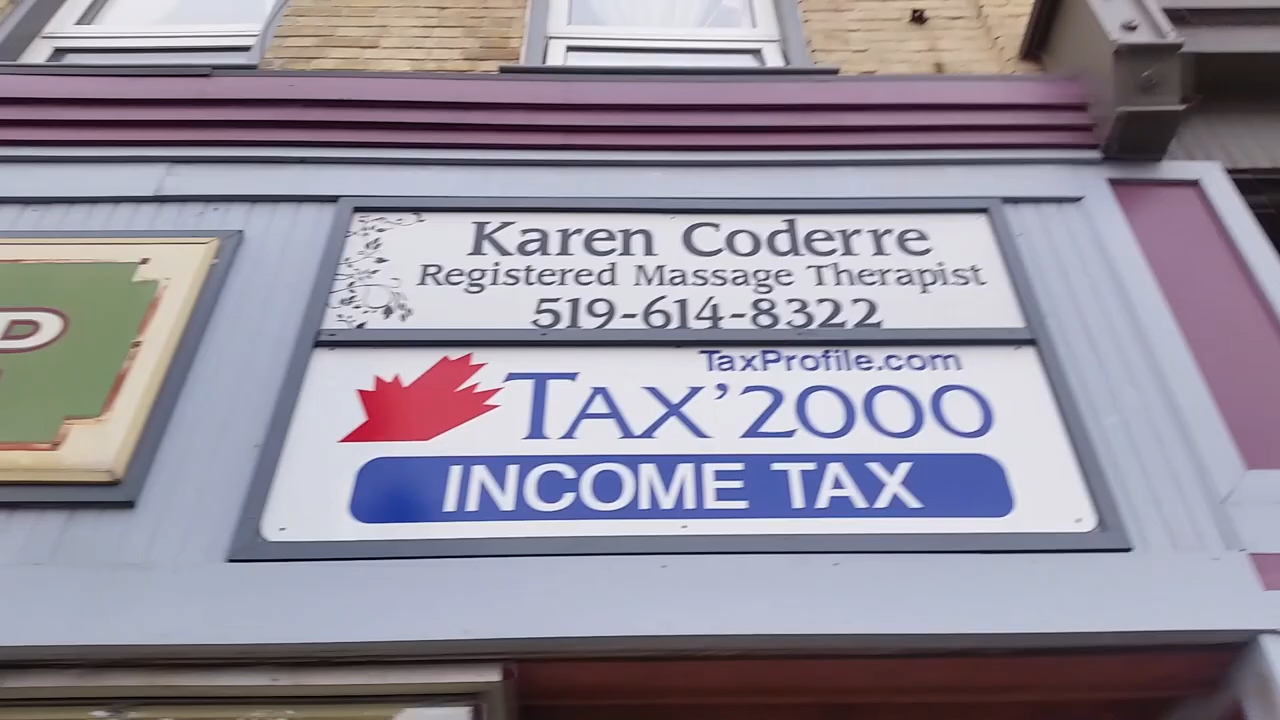 Karen Coderre
Registered Massage Therapist
519-614-8322
TaxProfile.com
TAX'2000
INCOME TAX